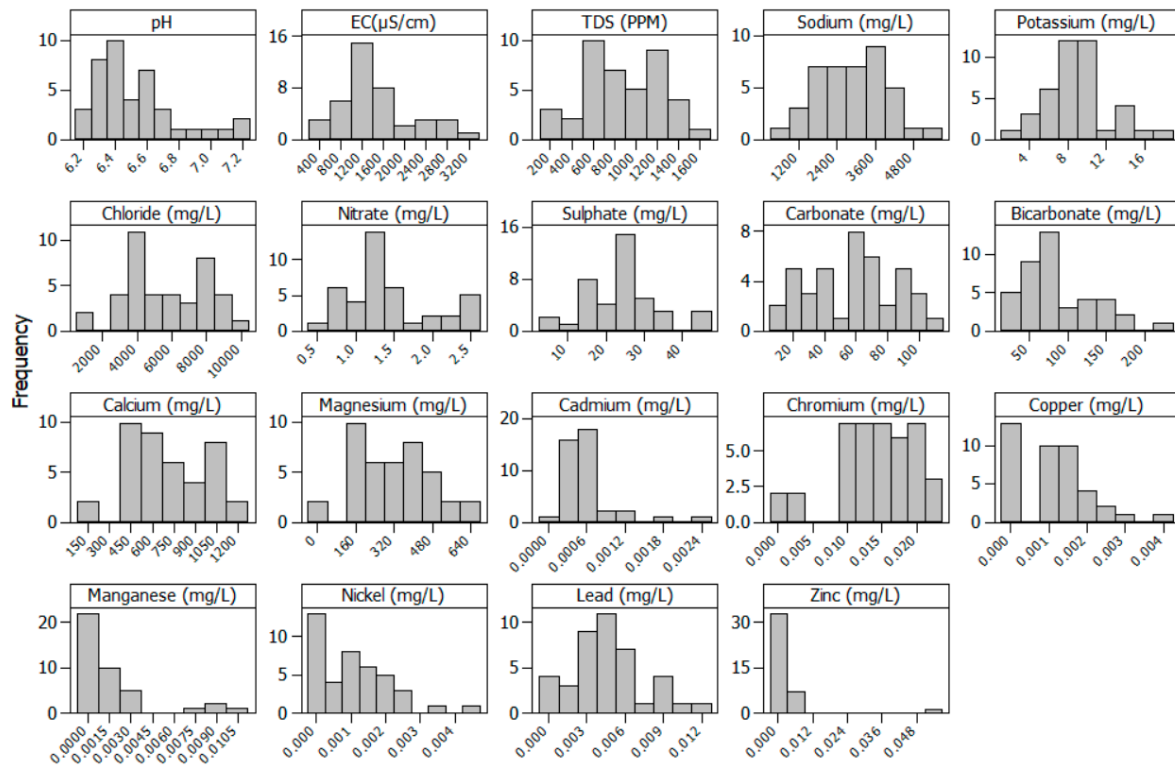 pH EC(µS/cm) TDS (PPM) Sodium (mg/L) Potassium (mg/L)
10 16 10 10 10
5 8 5 5 5
0 0 0 0 0
6.2 6.4 6.6 6.8 7.0 7.2 400 800 1200 1600 2000 2400 2800 3200 200 400 600 800 1000 1200 1400 1600 1200 2400 3600 4800 4 8 12 16
Chloride (mg/L) Nitrate (mg/L) Sulphate (mg/L) Carbonate (mg/L) Bicarbonate (mg/L)
10 10 16 8 10
5 5 8 4 5
0 0 0 0 0
2000 4000 6000 8000 10000 0.5 1.0 1.5 2.0 2.5 10 20 30 40 20 40 60 80 100 50 100 150 200
Frequency
Calcium (mg/L) Magnesium (mg/L) Cadmium (mg/L) Chromium (mg/L) Copper (mg/L)
10 10 20 5.0 10
5 5 10 2.5 5
0 0 0 0.0 0
150 300 450 600 750 900 1050 1200 0 160 320 480 640 0.0000 0.0006 0.0012 0.0018 0.0024 0.000 0.005 0.010 0.015 0.020 0.000 0.001 0.002 0.003 0.004
Manganese (mg/L) Nickel (mg/L) Lead (mg/L) Zinc (mg/L)
20 10 10 30
10 5 5 15
0 0 0 0
0.0000 0.0015 0.0030 0.0045 0.0060 0.0075 0.0090 0.0105 0.000 0.001 0.002 0.003 0.004 0.000 0.003 0.006 0.009 0.012 0.000 0.012 0.024 0.036 0.048